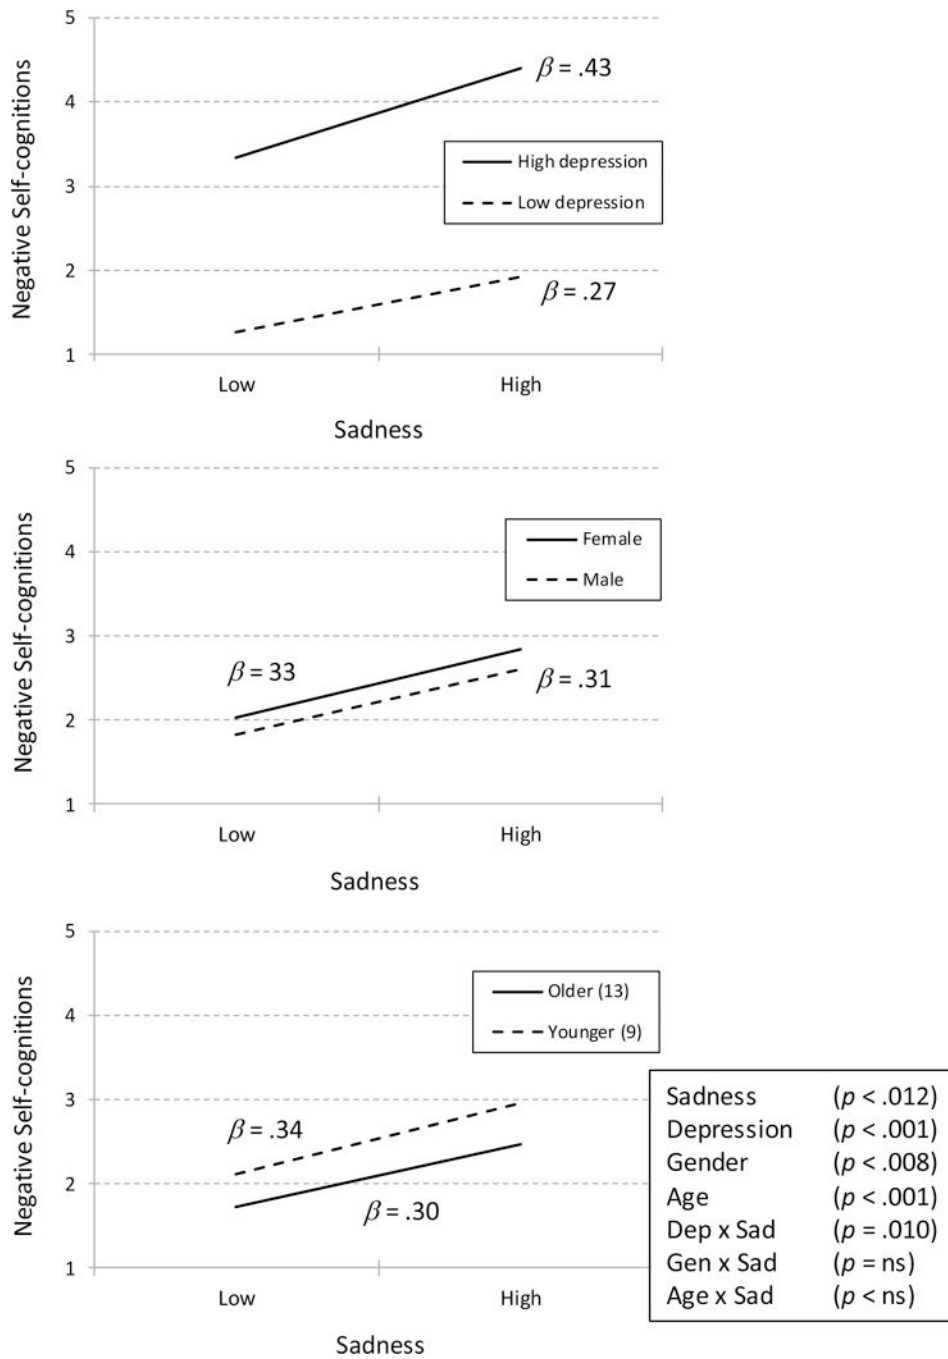 5
β = .43
4
High depression
3
Low depression
2
β = .27
1
Low High
Sadness
Negative Self-cognitions
5
Female
4
Male
3
β = 33
β = .31
2
1
Low High
Sadness
Negative Self-cognitions
5
Older (13)
4
Younger (9)
3
β = .34
2
β = .30
1
Low High
Sadness
Negative Self-cognitions
Sadness (p < .012)
Depression (p < .001)
Gender (p < .008)
Age (p < .001)
Dep x Sad (p = .010)
Gen x Sad (p = ns)
Age x Sad (p < ns)